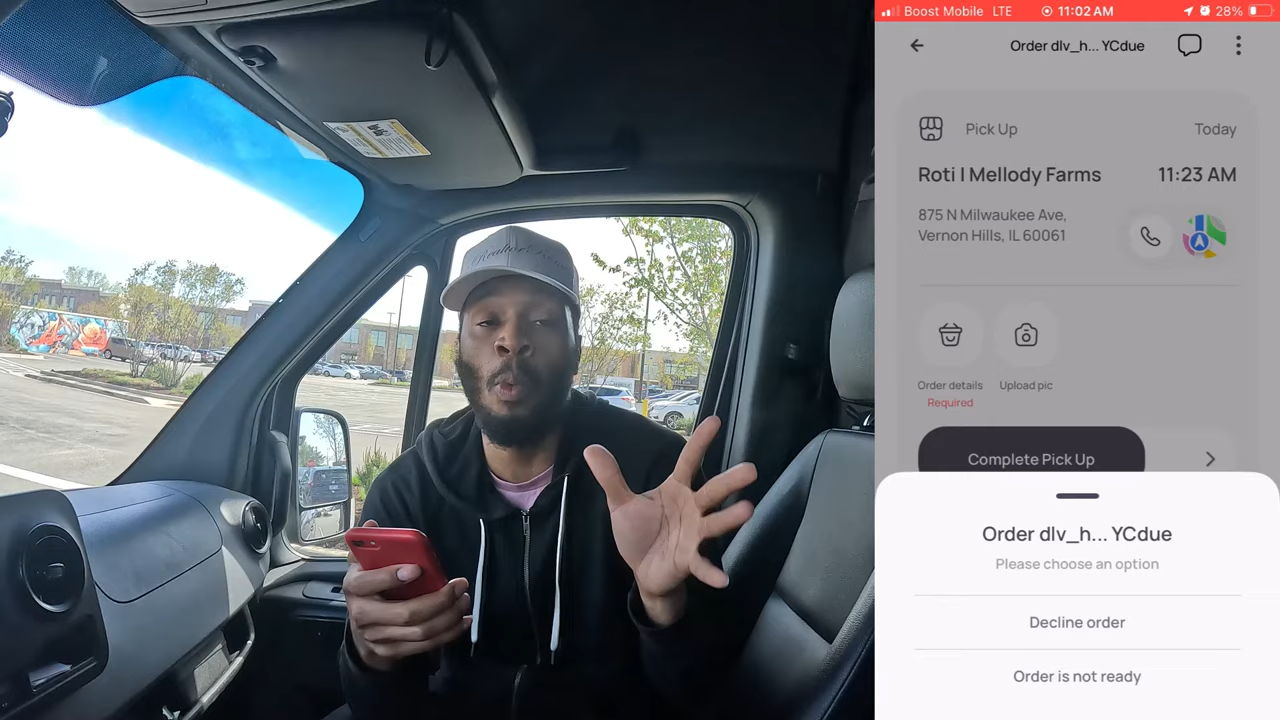 Boost Mobile LTE 11:02 AM 28%
Order dlv_h... YCdue
Pick Up Today
Roti | Mellody Farms 11:23 AM
875 N Milwaukee Ave,
Vernon Hills, IL 60061
Order details Upload pic
Required
Complete Pick Up
Order dlv_h... YCdue
Please choose an option
Decline order
Order is not ready